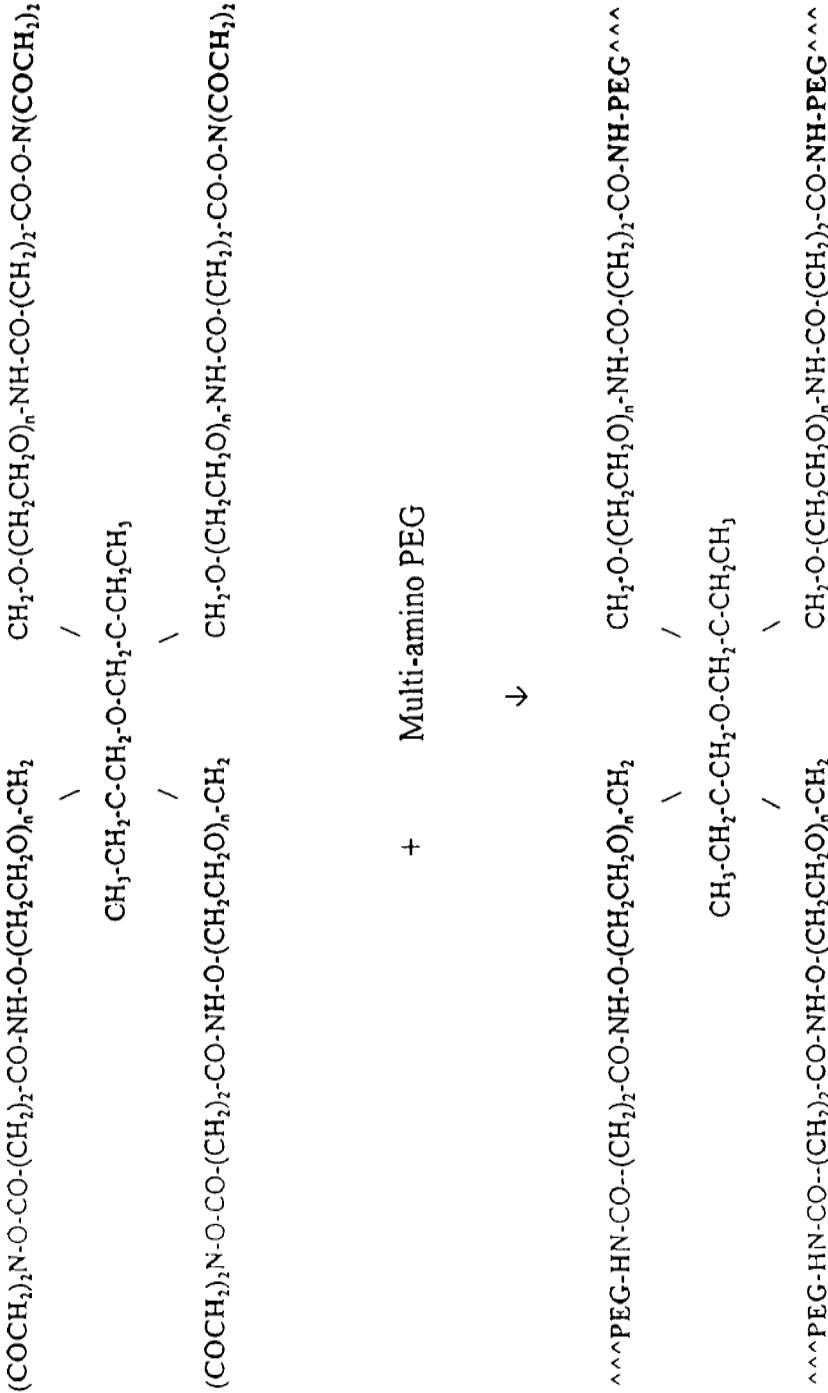 (COCH₂)₂N-O-CO-(CH₂)₂-CO-NH-O-(CH₂CH₂O)ₙ-CH₂ CH₂-O-(CH₂CH₂O)ₙ-NH-CO-(CH₂)₂-CO-O-N(COCH₂)₂
\ /
CH₃-CH₂-C-CH₂-O-CH₂-C-CH₂CH₃
/ \
(COCH₂)₂N-O-CO-(CH₂)₂-CO-NH-O-(CH₂CH₂O)ₙ-CH₂ CH₂-O-(CH₂CH₂O)ₙ-NH-CO-(CH₂)₂-CO-O-N(COCH₂)₂
+ Multi-amino PEG
→
^^^PEG-HN-CO--(CH₂)₂-CO-NH-O-(CH₂CH₂O)ₙ-CH₂ CH₂-O-(CH₂CH₂O)ₙ-NH-CO-(CH₂)₂-CO-NH-PEG^^^
\ /
CH₃-CH₂-C-CH₂-O-CH₂-C-CH₂CH₃
/ \
^^^PEG-HN-CO--(CH₂)₂-CO-NH-O-(CH₂CH₂O)ₙ-CH₂ CH₂-O-(CH₂CH₂O)ₙ-NH-CO-(CH₂)₂-CO-NH-PEG^^^